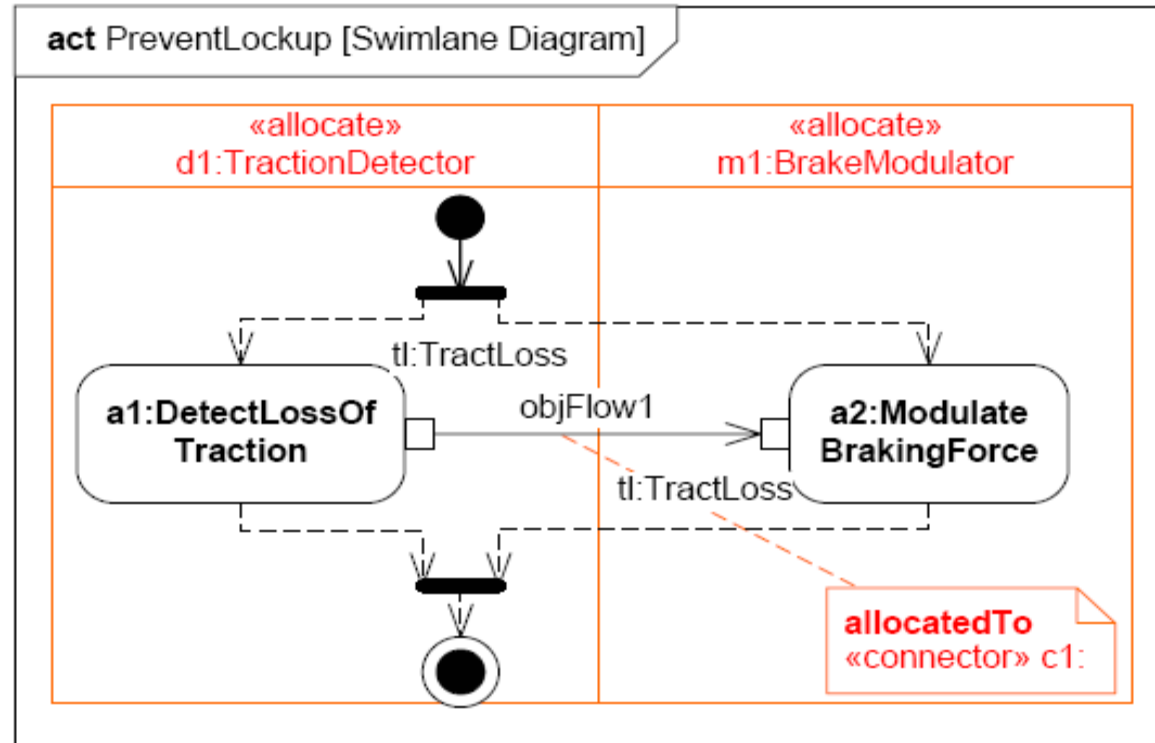 act PreventLockup [Swimlane Diagram]
«allocate»
d1:TractionDetector
«allocate»
m1:BrakeModulator
tl:TractLoss
a1:DetectLossOf
Traction
objFlow1
a2:Modulate
BrakingForce
tl:TractLoss
allocatedTo
«connector» c1: